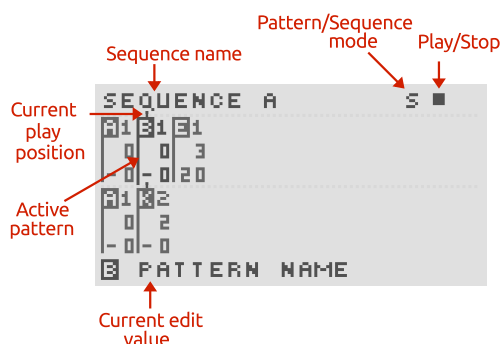 Pattern/Sequence
mode
Play/Stop
Sequence name
SEQUENCE A S
Current
play
position
A1 B1 E1
0 0 3
-0 -0 20
Active
pattern
A1 K2
0 2
-0 -0
B PATTERN NAME
Current edit
value